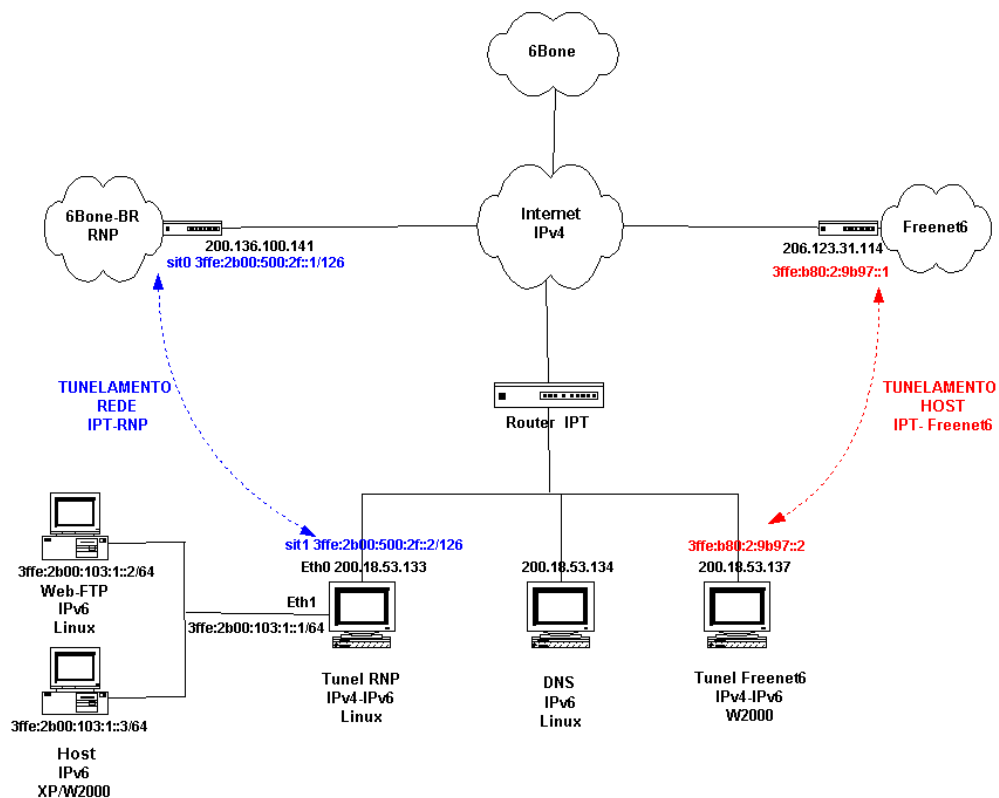 6Bone
6Bone-BR
RNP
Internet
IPv4
Freenet6
200.136.100.141
sit0 3ffe:2b00:500:2f::1/126
206.123.31.114
3ffe:b80:2:9b97::1
TUNELAMENTO
REDE
IPT-RNP
Router IPT
TUNELAMENTO
HOST
IPT- Freenet6
sit1 3ffe:2b00:500:2f::2/126
Eth0 200.18.53.133
200.18.53.134
3ffe:b80:2:9b97::2
200.18.53.137
3ffe:2b00:103:1::2/64
Web-FTP
IPv6
Linux
Eth1
3ffe:2b00:103:1::1/64
Tunel RNP
IPv4-IPv6
Linux
DNS
IPv6
Linux
Tunel Freenet6
IPv4-IPv6
W2000
3ffe:2b00:103:1::3/64
Host
IPv6
XP/W2000